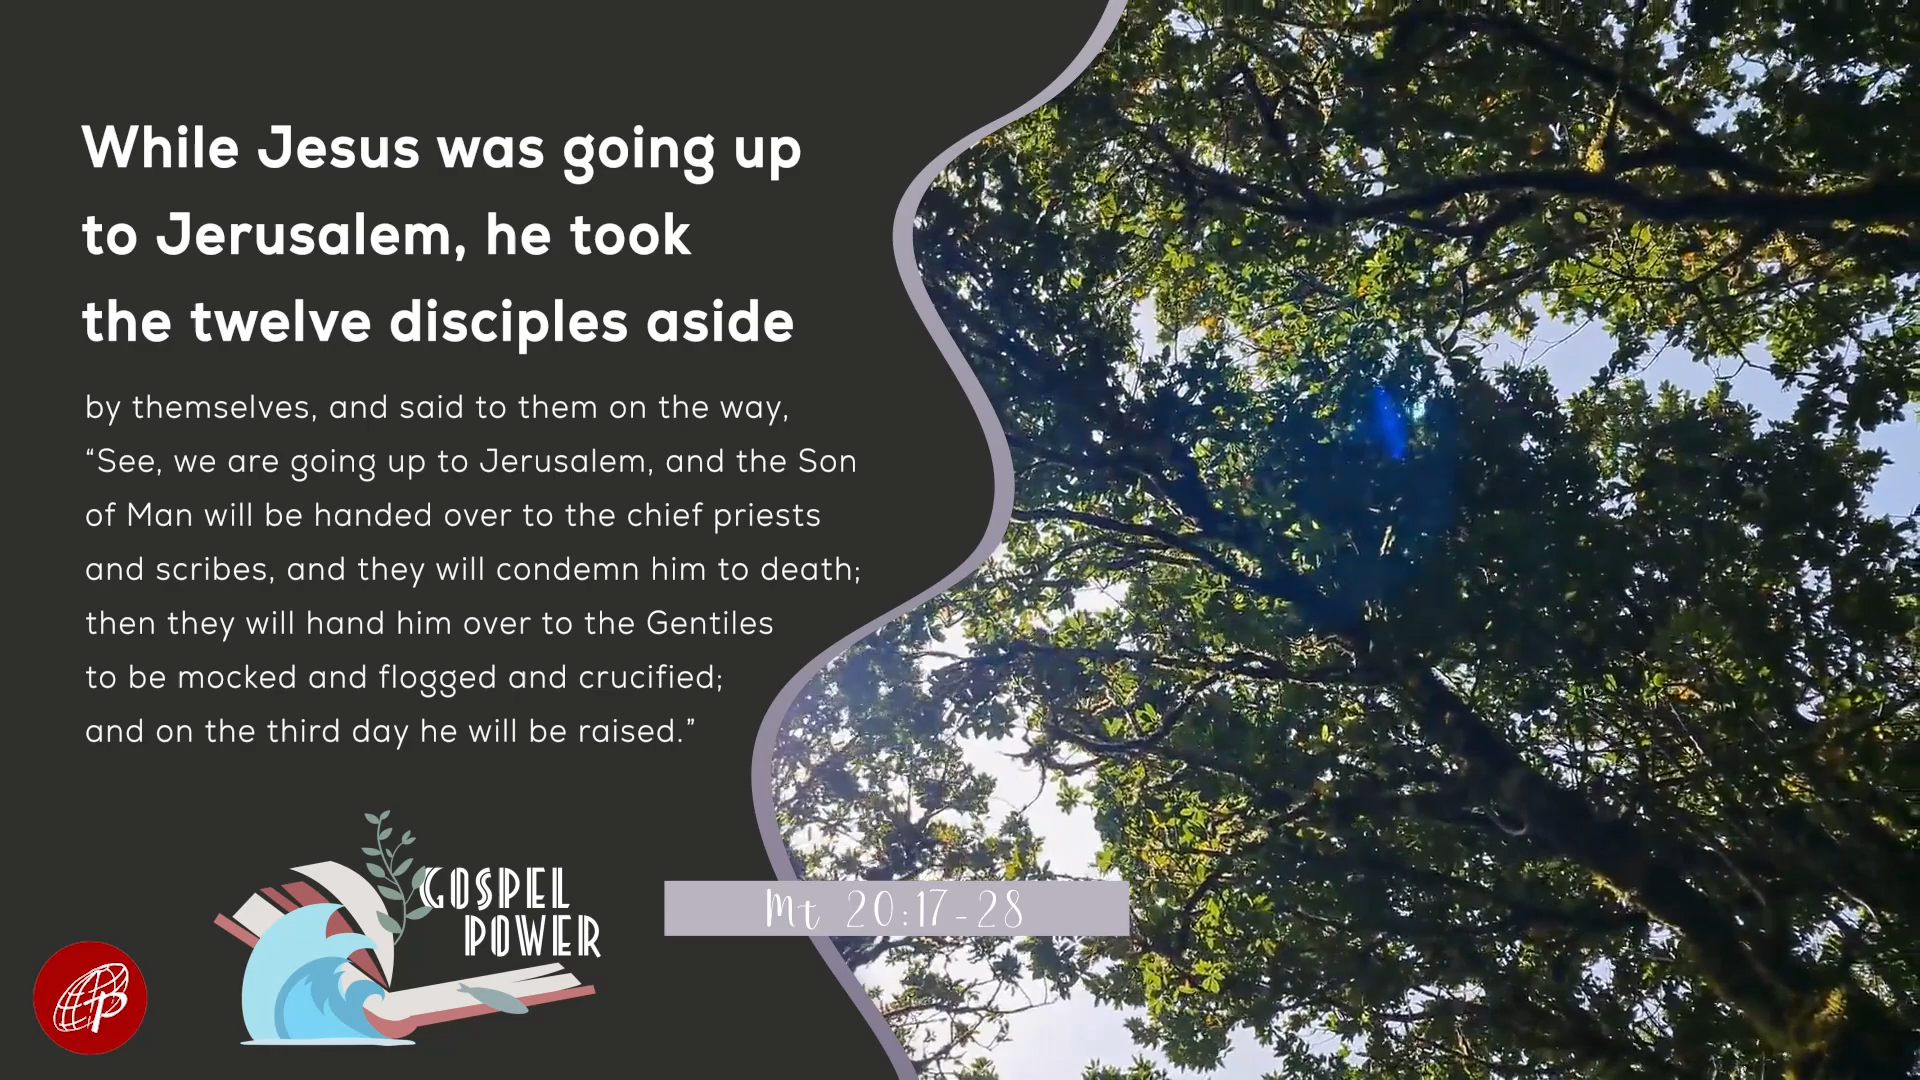 While Jesus was going up
to Jerusalem, he took
the twelve disciples aside
by themselves, and said to them on the way,
“See, we are going up to Jerusalem, and the Son
of Man will be handed over to the chief priests
and scribes, and they will condemn him to death;
then they will hand him over to the Gentiles
to be mocked and flogged and crucified;
and on the third day he will be raised.”
GOSPEL
POWER
Mt 20:17-28